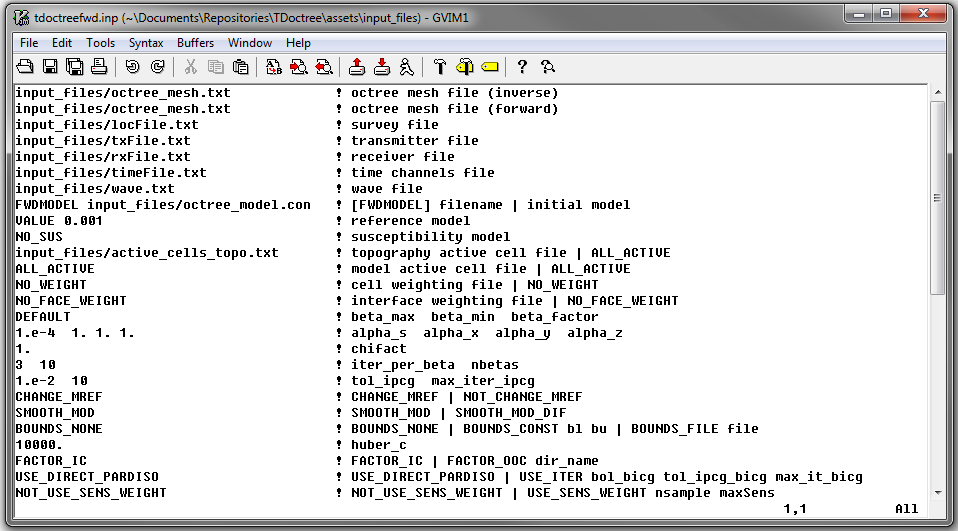 tdoctreefwd.inp (~\Documents\Repositories\TDoctree\assets\input_files) - GVIM1
File Edit Tools Syntax Buffers Window Help
input_files/octree_mesh.txt ! octree mesh file (inverse)
input_files/octree_mesh.txt ! octree mesh file (forward)
input_files/locFile.txt ! survey file
input_files/txFile.txt ! transmitter file
input_files/rxFile.txt ! receiver file
input_files/timeFile.txt ! time channels file
input_files/wave.txt ! wave file
FWDMODEL input_files/octree_model.con ! [FWDMODEL] filename | initial model
VALUE 0.001 ! reference model
NO_SUS ! susceptibility model
input_files/active_cells_topo.txt ! topography active cell file | ALL_ACTIVE
ALL_ACTIVE ! model active cell file | ALL_ACTIVE
NO_WEIGHT ! cell weighting file | NO_WEIGHT
NO_FACE_WEIGHT ! interface weighting file | NO_FACE_WEIGHT
DEFAULT ! beta_max beta_min beta_factor
1.e-4 1. 1. 1. ! alpha_s alpha_x alpha_y alpha_z
1. ! chifact
3 10 ! iter_per_beta nbetas
1.e-2 10 ! tol_ipcg max_iter_ipcg
CHANGE_MREF ! CHANGE_MREF | NOT_CHANGE_MREF
SMOOTH_MOD ! SMOOTH_MOD | SMOOTH_MOD_DIF
BOUNDS_NONE ! BOUNDS_NONE | BOUNDS_CONST bl bu | BOUNDS_FILE file
10000. ! huber_c
FACTOR_IC ! FACTOR_IC | FACTOR_OOC dir_name
USE_DIRECT_PARDISO ! USE_DIRECT_PARDISO | USE_ITER bol_bicg tol_ipcg_bicg max_it_bicg
NOT_USE_SENS_WEIGHT ! NOT_USE_SENS_WEIGHT | USE_SENS_WEIGHT nsample maxSens
1,1 All